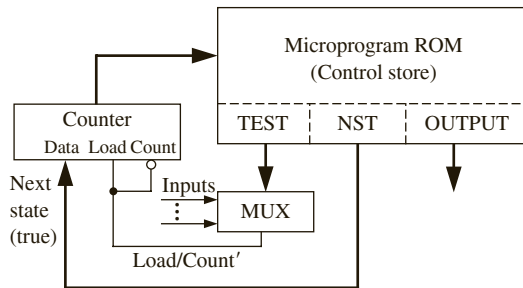 Microprogram ROM
(Control store)
TEST
NST
OUTPUT
Counter
Data Load Count
Next
state
(true)
Inputs
MUX
Load/Count′